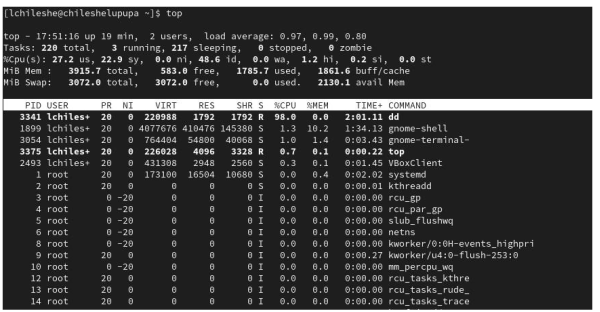 [lchileshe@chileshelupupa ~]$ top
top - 17:51:16 up 19 min,  2 users,  load average: 0.97, 0.99, 0.80
Tasks: 220 total,   3 running, 217 sleeping,   0 stopped,   0 zombie
%Cpu(s): 27.2 us, 22.9 sy,  0.0 ni, 48.6 id,  0.0 wa,  1.2 hi,  0.2 si,  0.0 st
MiB Mem :   3915.7 total,    583.0 free,   1785.7 used,   1861.6 buff/cache
MiB Swap:   3072.0 total,   3072.0 free,      0.0 used.   2130.1 avail Mem
PID USER      PR  NI    VIRT    RES    SHR S  %CPU  %MEM     TIME+ COMMAND
3341 lchiles+  20   0  220988   1792   1792 R  98.0   0.0   2:01.11 dd
1899 lchiles+  20   0 4077676 410476 145380 S   1.3  10.2   1:34.13 gnome-shell
3054 lchiles+  20   0  764404  54800  40068 S   1.0   1.4   0:03.43 gnome-terminal-
3375 lchiles+  20   0  226028   4096   3328 R   0.7   0.1   0:00.22 top
2493 lchiles+  20   0  431308   2948   2560 S   0.3   0.1   0:01.45 VBoxClient
1 root      20   0  173100  16504  10680 S   0.0   0.4   0:02.02 systemd
2 root      20   0       0      0      0 S   0.0   0.0   0:00.01 kthreadd
3 root       0 -20       0      0      0 I   0.0   0.0   0:00.00 rcu_gp
4 root       0 -20       0      0      0 I   0.0   0.0   0:00.00 rcu_par_gp
5 root       0 -20       0      0      0 I   0.0   0.0   0:00.00 slub_flushwq
6 root       0 -20       0      0      0 I   0.0   0.0   0:00.00 netns
8 root       0 -20       0      0      0 I   0.0   0.0   0:00.00 kworker/0:0H-events_highpri
9 root      20   0       0      0      0 I   0.0   0.0   0:00.27 kworker/u4:0-flush-253:0
10 root       0 -20       0      0      0 I   0.0   0.0   0:00.00 mm_percpu_wq
12 root      20   0       0      0      0 I   0.0   0.0   0:00.00 rcu_tasks_kthre
13 root      20   0       0      0      0 I   0.0   0.0   0:00.00 rcu_tasks_rude_
14 root      20   0       0      0      0 I   0.0   0.0   0:00.00 rcu_tasks_trace